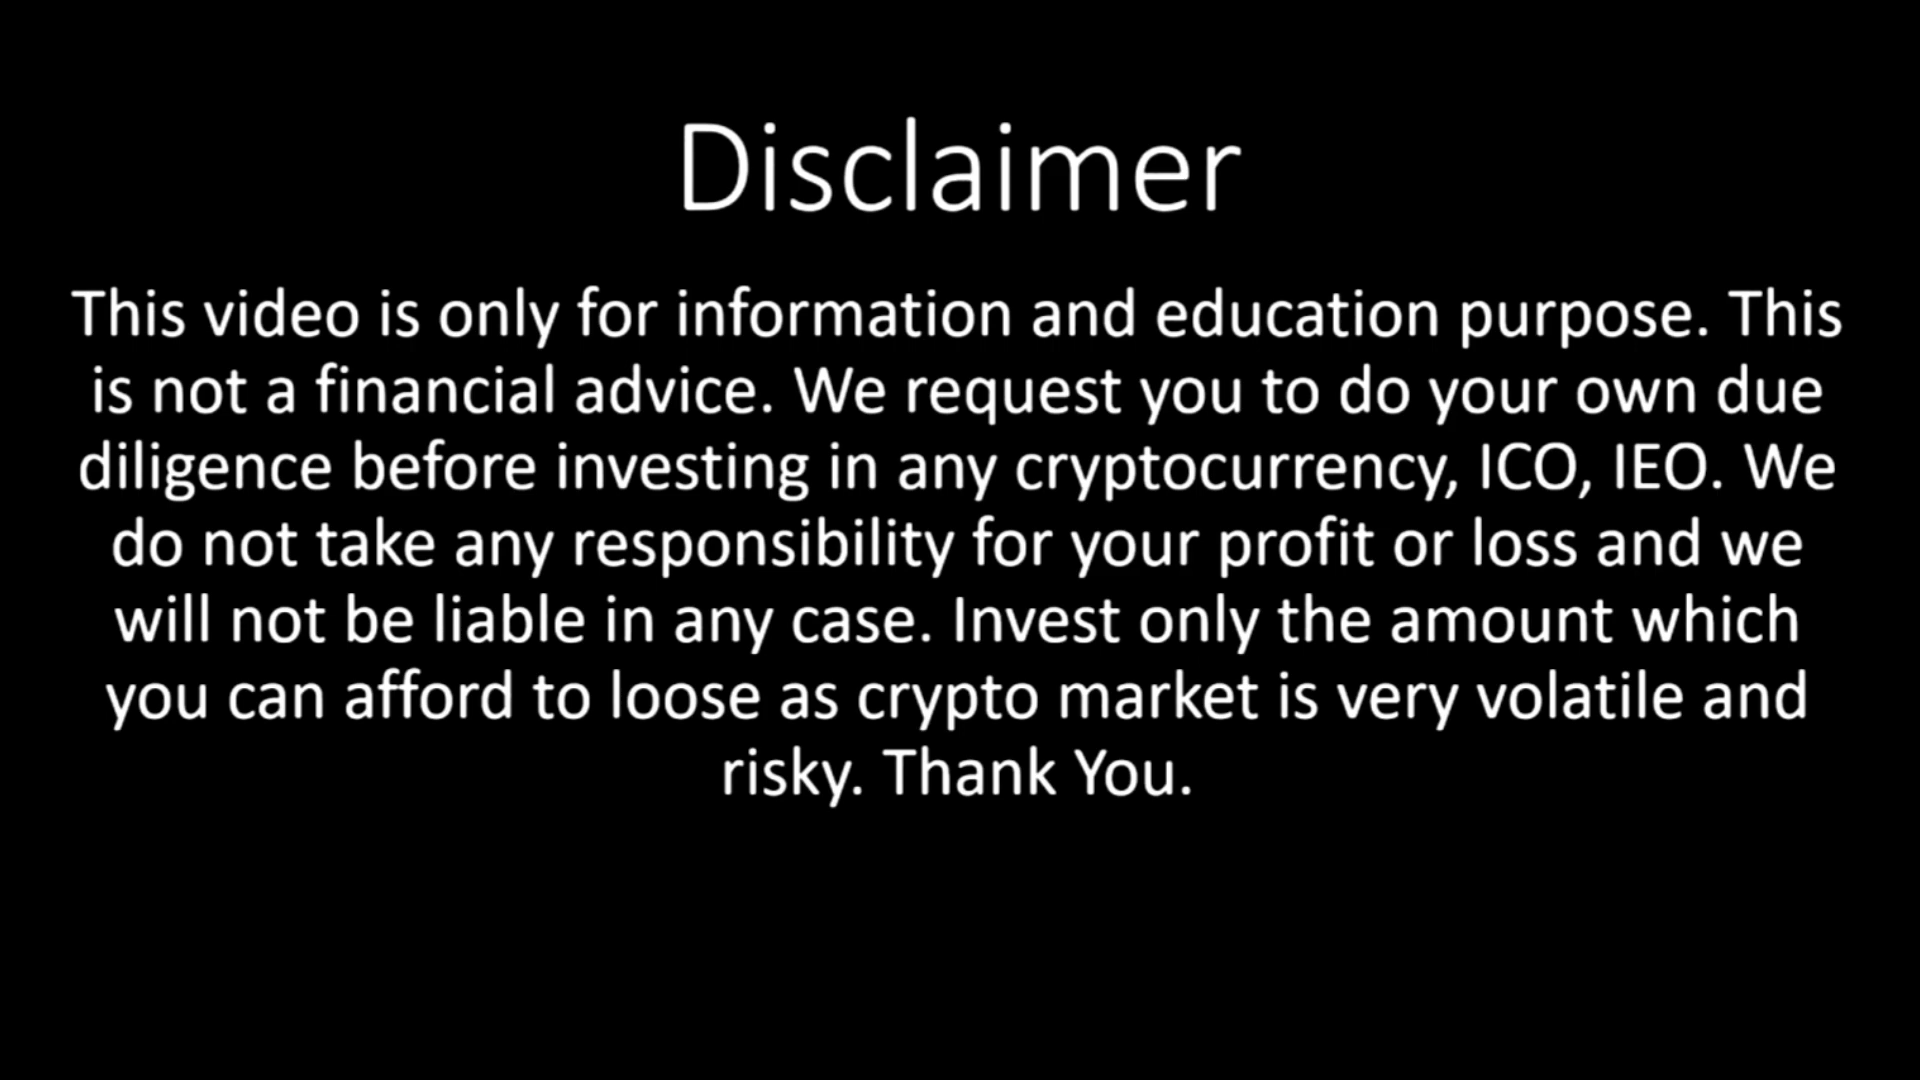 Disclaimer
This video is only for information and education purpose. This
is not a financial advice. We request you to do your own due
diligence before investing in any cryptocurrency, ICO, IEO. We
do not take any responsibility for your profit or loss and we
will not be liable in any case. Invest only the amount which
you can afford to loose as crypto market is very volatile and
risky. Thank You.